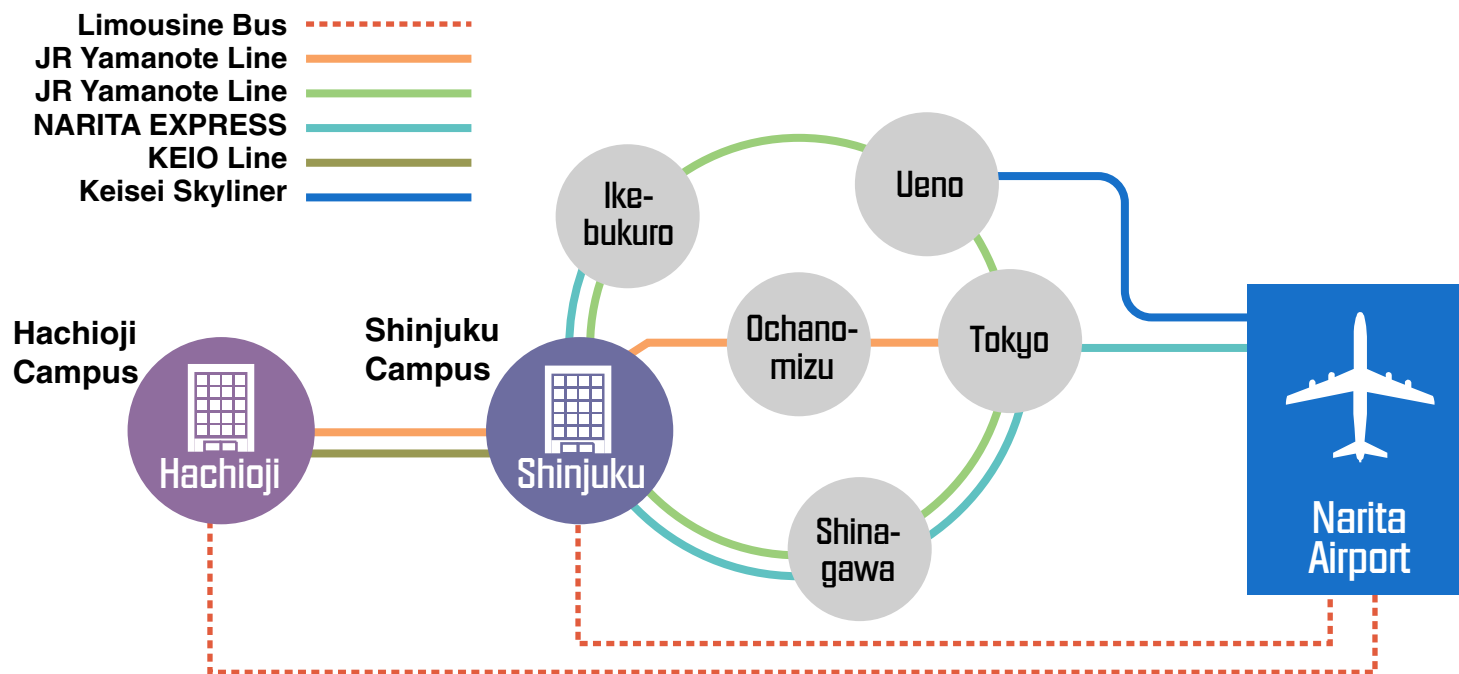 Limousine Bus
JR Yamanote Line
JR Yamanote Line
NARITA EXPRESS
KEIO Line
Keisei Skyliner
Ike-
bukuro
Ueno
Hachioji
Campus
Shinjuku
Campus
Ochano-
mizu
Tokyo
Hachioji
Shinjuku
Shina-
gawa
Narita
Airport